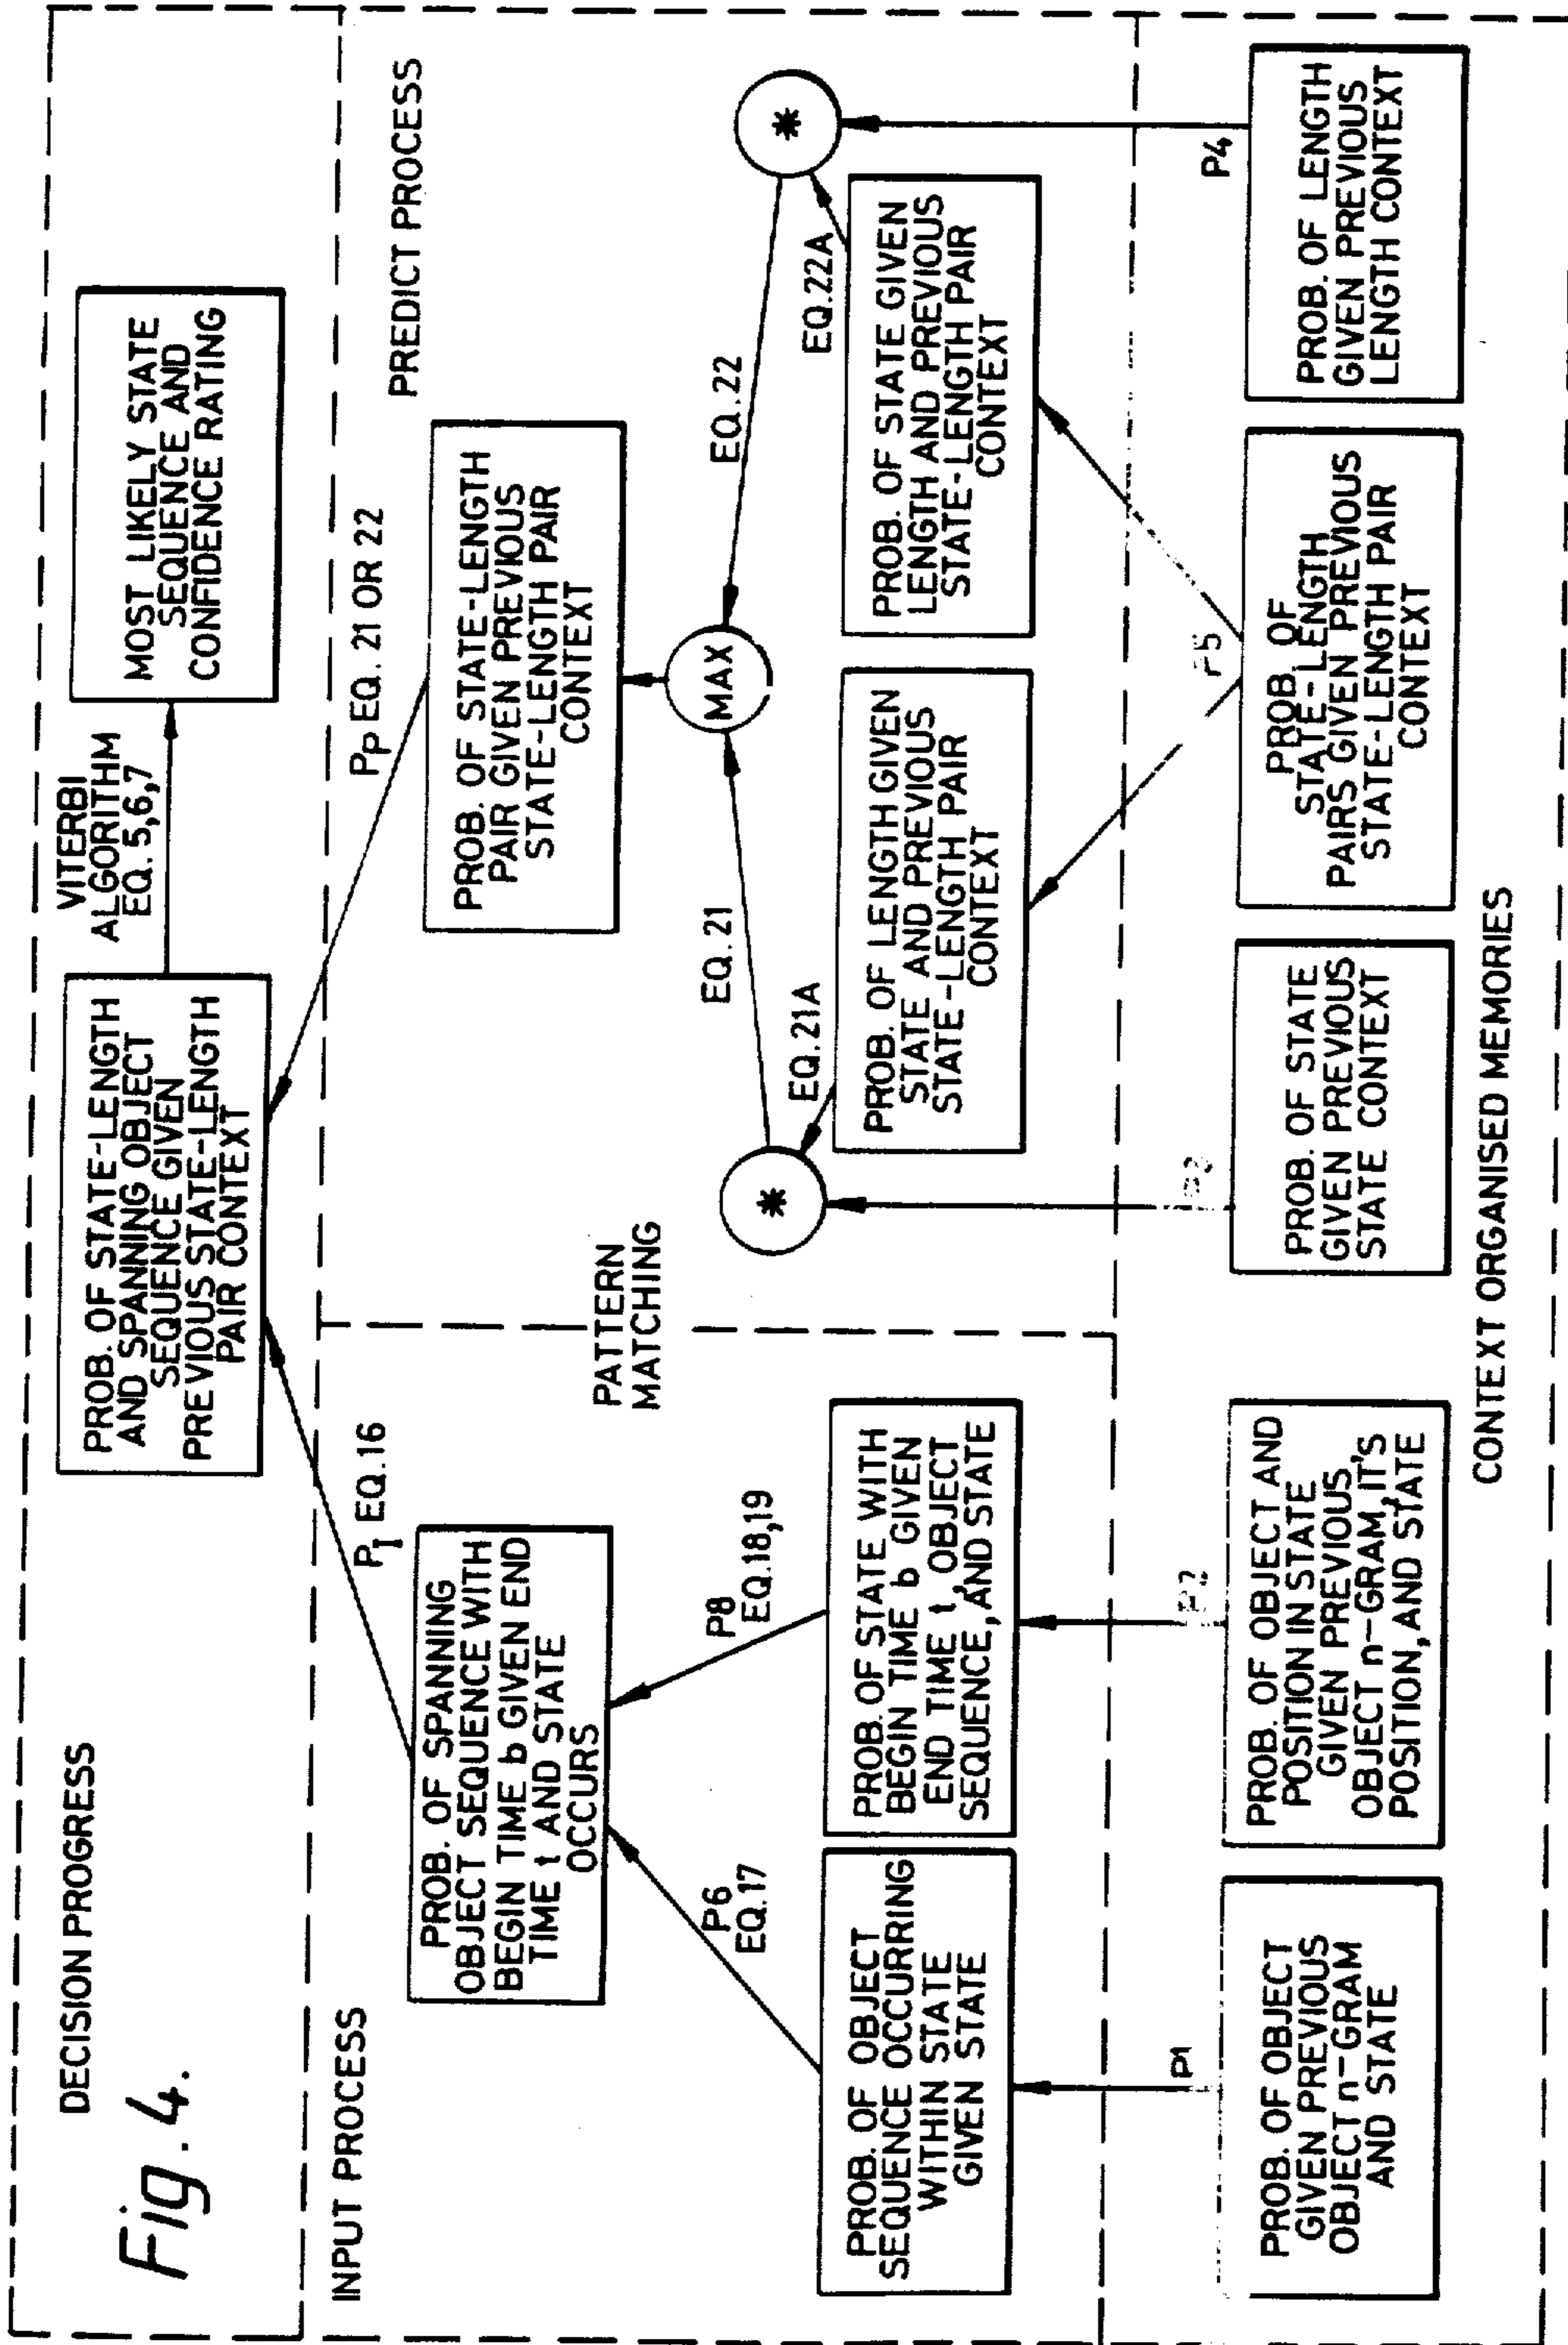 DECISION PROGRESS
Fig. 4.
PROB. OF STATE-LENGTH
AND SPANNING OBJECT
SEQUENCE GIVEN
PREVIOUS STATE-LENGTH
PAIR CONTEXT
VITERBI
ALGORITHM
EQ. 5,6,7
MOST LIKELY STATE
SEQUENCE AND
CONFIDENCE RATING
INPUT PROCESS
PI EQ.16
PP EQ. 21 OR 22
PREDICT PROCESS
PROB. OF SPANNING
OBJECT SEQUENCE WITH
BEGIN TIME b GIVEN END
TIME t AND STATE
OCCURS
PROB. OF STATE-LENGTH
PAIR GIVEN PREVIOUS
STATE-LENGTH PAIR
CONTEXT
PATTERN
MATCHING
P6
EQ.17
P8
EQ.18,19
EQ.21
MAX
EQ.22
*
EQ.21A
EQ.22A
*
PROB. OF OBJECT
SEQUENCE OCCURRING
WITHIN STATE
GIVEN STATE
PROB. OF STATE WITH
BEGIN TIME b GIVEN
END TIME t, OBJECT
SEQUENCE, AND STATE
PROB. OF LENGTH GIVEN
STATE AND PREVIOUS
STATE-LENGTH PAIR
CONTEXT
PROB. OF STATE GIVEN
LENGTH AND PREVIOUS
STATE-LENGTH PAIR
CONTEXT
P1
P2
P5
P4
PROB. OF OBJECT
GIVEN PREVIOUS
OBJECT n-GRAM
AND STATE
PROB. OF OBJECT AND
POSITION IN STATE
GIVEN PREVIOUS
OBJECT n-GRAM, IT'S
POSITION, AND STATE
PROB. OF STATE
GIVEN PREVIOUS
STATE CONTEXT
PROB. OF
STATE-LENGTH
PAIRS GIVEN PREVIOUS
STATE-LENGTH PAIR
CONTEXT
PROB. OF LENGTH
GIVEN PREVIOUS
LENGTH CONTEXT
CONTEXT ORGANISED MEMORIES